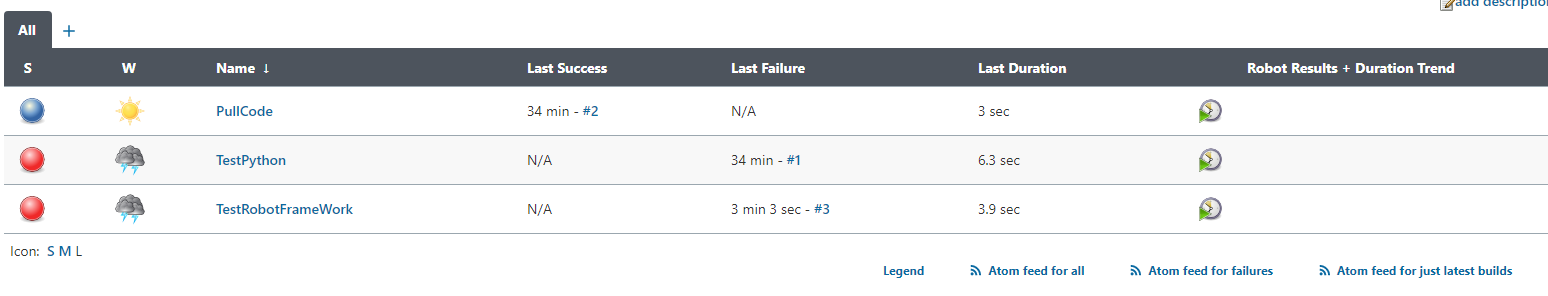 add description
All +
S W Name ↓ Last Success Last Failure Last Duration Robot Results + Duration Trend
PullCode 34 min - #2 N/A 3 sec
TestPython N/A 34 min - #1 6.3 sec
TestRobotFrameWork N/A 3 min 3 sec - #3 3.9 sec
Icon: S M L
Legend Atom feed for all Atom feed for failures Atom feed for just latest builds